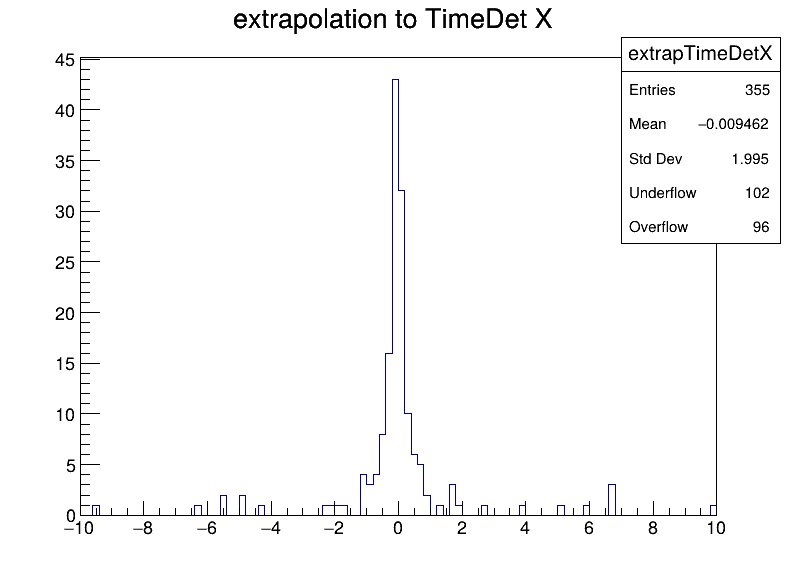 extrapolation to TimeDet X
extrapTimeDetX
Entries 355
Mean −0.009462
Std Dev 1.995
Underflow 102
Overflow 96
45
40
35
30
25
20
15
10
5
0
−10 −8 −6 −4 −2 0 2 4 6 8 10